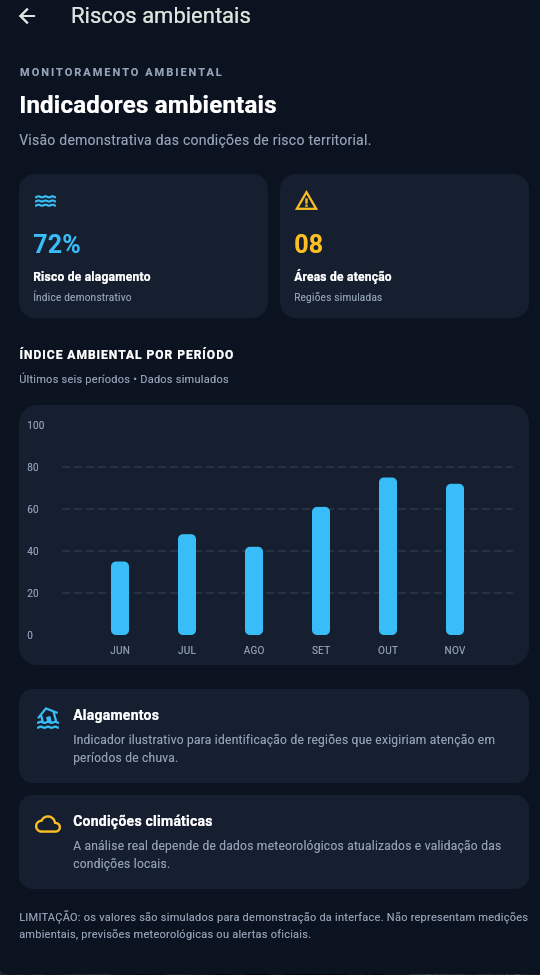 Riscos ambientais
MONITORAMENTO AMBIENTAL
Indicadores ambientais
Visão demonstrativa das condições de risco territorial.
72%
Risco de alagamento
Índice demonstrativo
08
Áreas de atenção
Regiões simuladas
ÍNDICE AMBIENTAL POR PERÍODO
Últimos seis períodos • Dados simulados
100
80
60
40
20
0
JUN JUL AGO SET OUT NOV
Alagamentos
Indicador ilustrativo para identificação de regiões que exigiriam atenção em
períodos de chuva.
Condições climáticas
A análise real depende de dados meteorológicos atualizados e validação das
condições locais.
LIMITAÇÃO: os valores são simulados para demonstração da interface. Não representam medições
ambientais, previsões meteorológicas ou alertas oficiais.